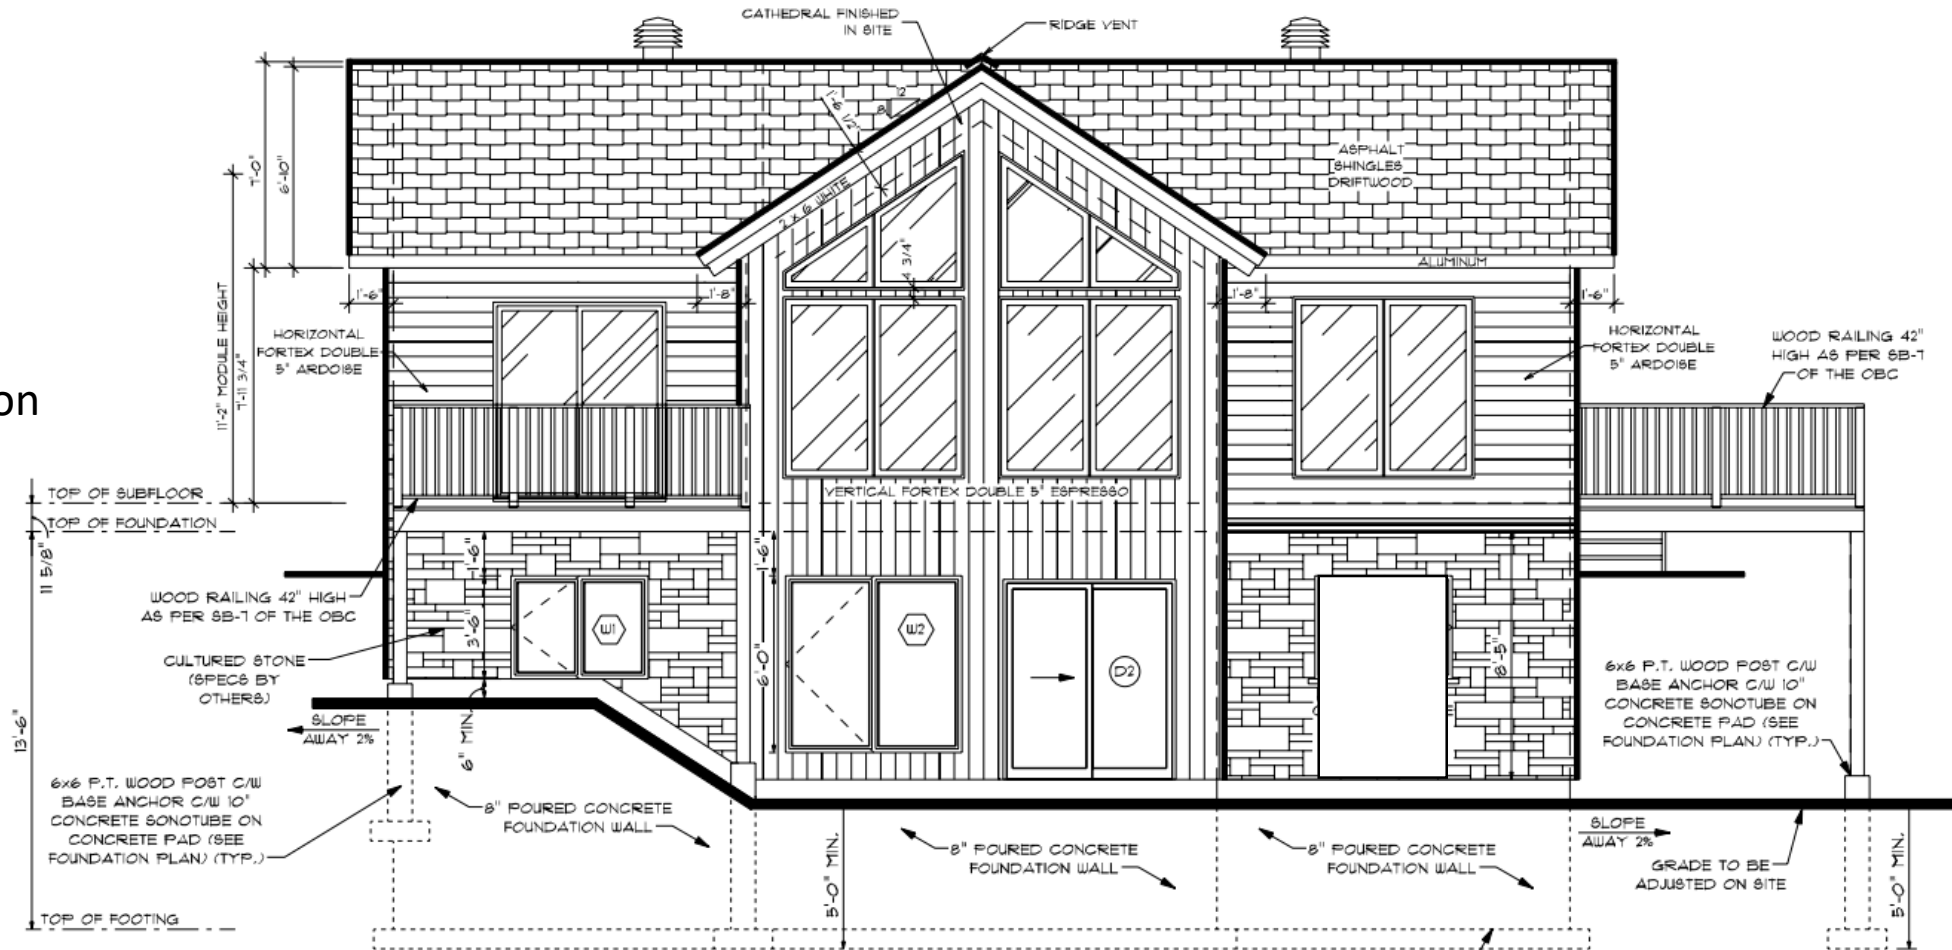 CATHEDRAL FINISHED
IN SITE
RIDGE VENT
12
8
1'-6 1/2"
2 x 6 WHITE
ASPHALT
SHINGLES
DRIFTWOOD
7'-0"
6'-10"
ALUMINUM
1'-6"
1'-8"
4 3/4"
1'-8"
1'-6"
11'-2" MODULE HEIGHT
7'-11 3/4"
HORIZONTAL
FORTEX DOUBLE
5" ARDOISE
HORIZONTAL
FORTEX DOUBLE
5" ARDOISE
WOOD RAILING 42"
HIGH AS PER SB-7
OF THE OBC
on
TOP OF SUBFLOOR
TOP OF FOUNDATION
VERTICAL FORTEX DOUBLE 5" ESPRESSO
11 5/8"
1'-6"
1'-6"
WOOD RAILING 42" HIGH
AS PER SB-7 OF THE OBC
3'-6"
W1
6'-0"
W2
D2
8'-5"
CULTURED STONE
(SPECS BY
OTHERS)
6x6 P.T. WOOD POST C/W
BASE ANCHOR C/W 10"
CONCRETE SONOTUBE ON
CONCRETE PAD (SEE
FOUNDATION PLAN) (TYP.)
13'-6"
SLOPE
AWAY 2%
6" MIN.
6x6 P.T. WOOD POST C/W
BASE ANCHOR C/W 10"
CONCRETE SONOTUBE ON
CONCRETE PAD (SEE
FOUNDATION PLAN) (TYP.)
8" POURED CONCRETE
FOUNDATION WALL
5'-0" MIN.
8" POURED CONCRETE
FOUNDATION WALL
8" POURED CONCRETE
FOUNDATION WALL
SLOPE
AWAY 2%
GRADE TO BE
ADJUSTED ON SITE
5'-0" MIN.
TOP OF FOOTING